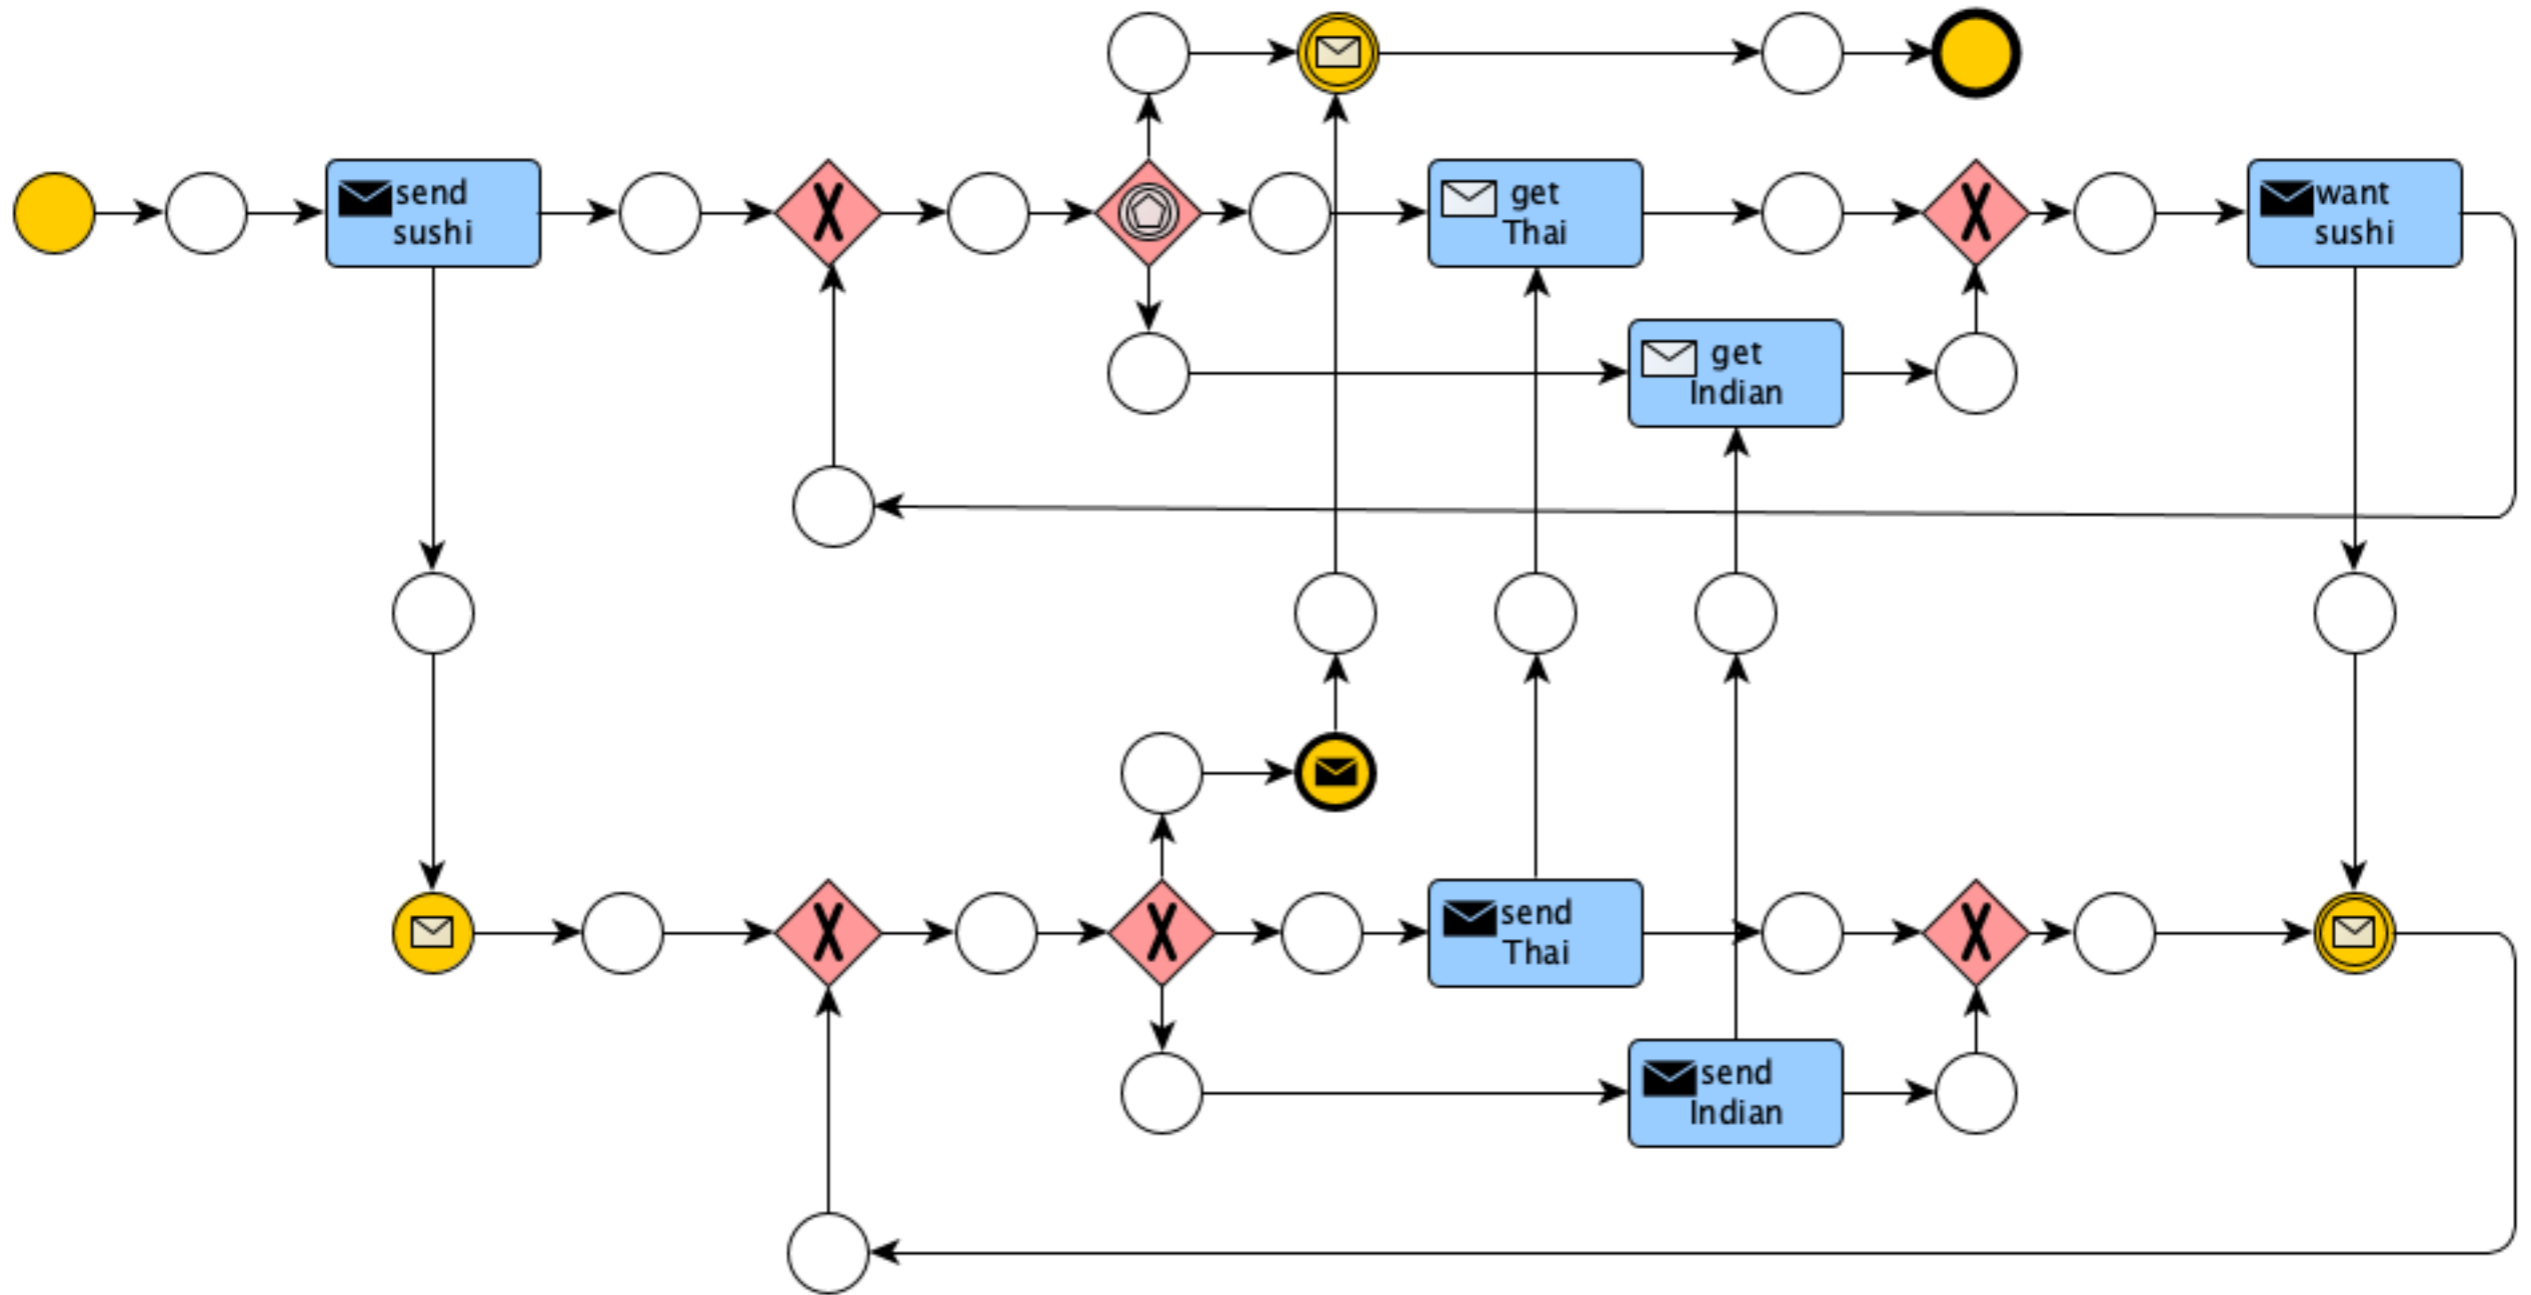 send
sushi
get
Thai
want
sushi
get
Indian
send
Thai
send
Indian